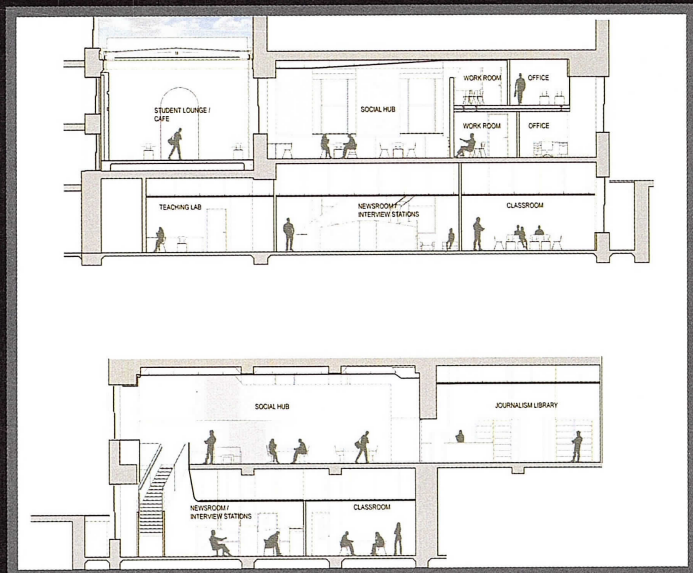 WORK ROOM
OFFICE
STUDENT LOUNGE /
CAFE
SOCIAL HUB
WORK ROOM
OFFICE
TEACHING LAB
NEWSROOM /
INTERVIEW STATIONS
CLASSROOM
SOCIAL HUB
JOURNALISM LIBRARY
NEWSROOM /
INTERVIEW STATIONS
CLASSROOM